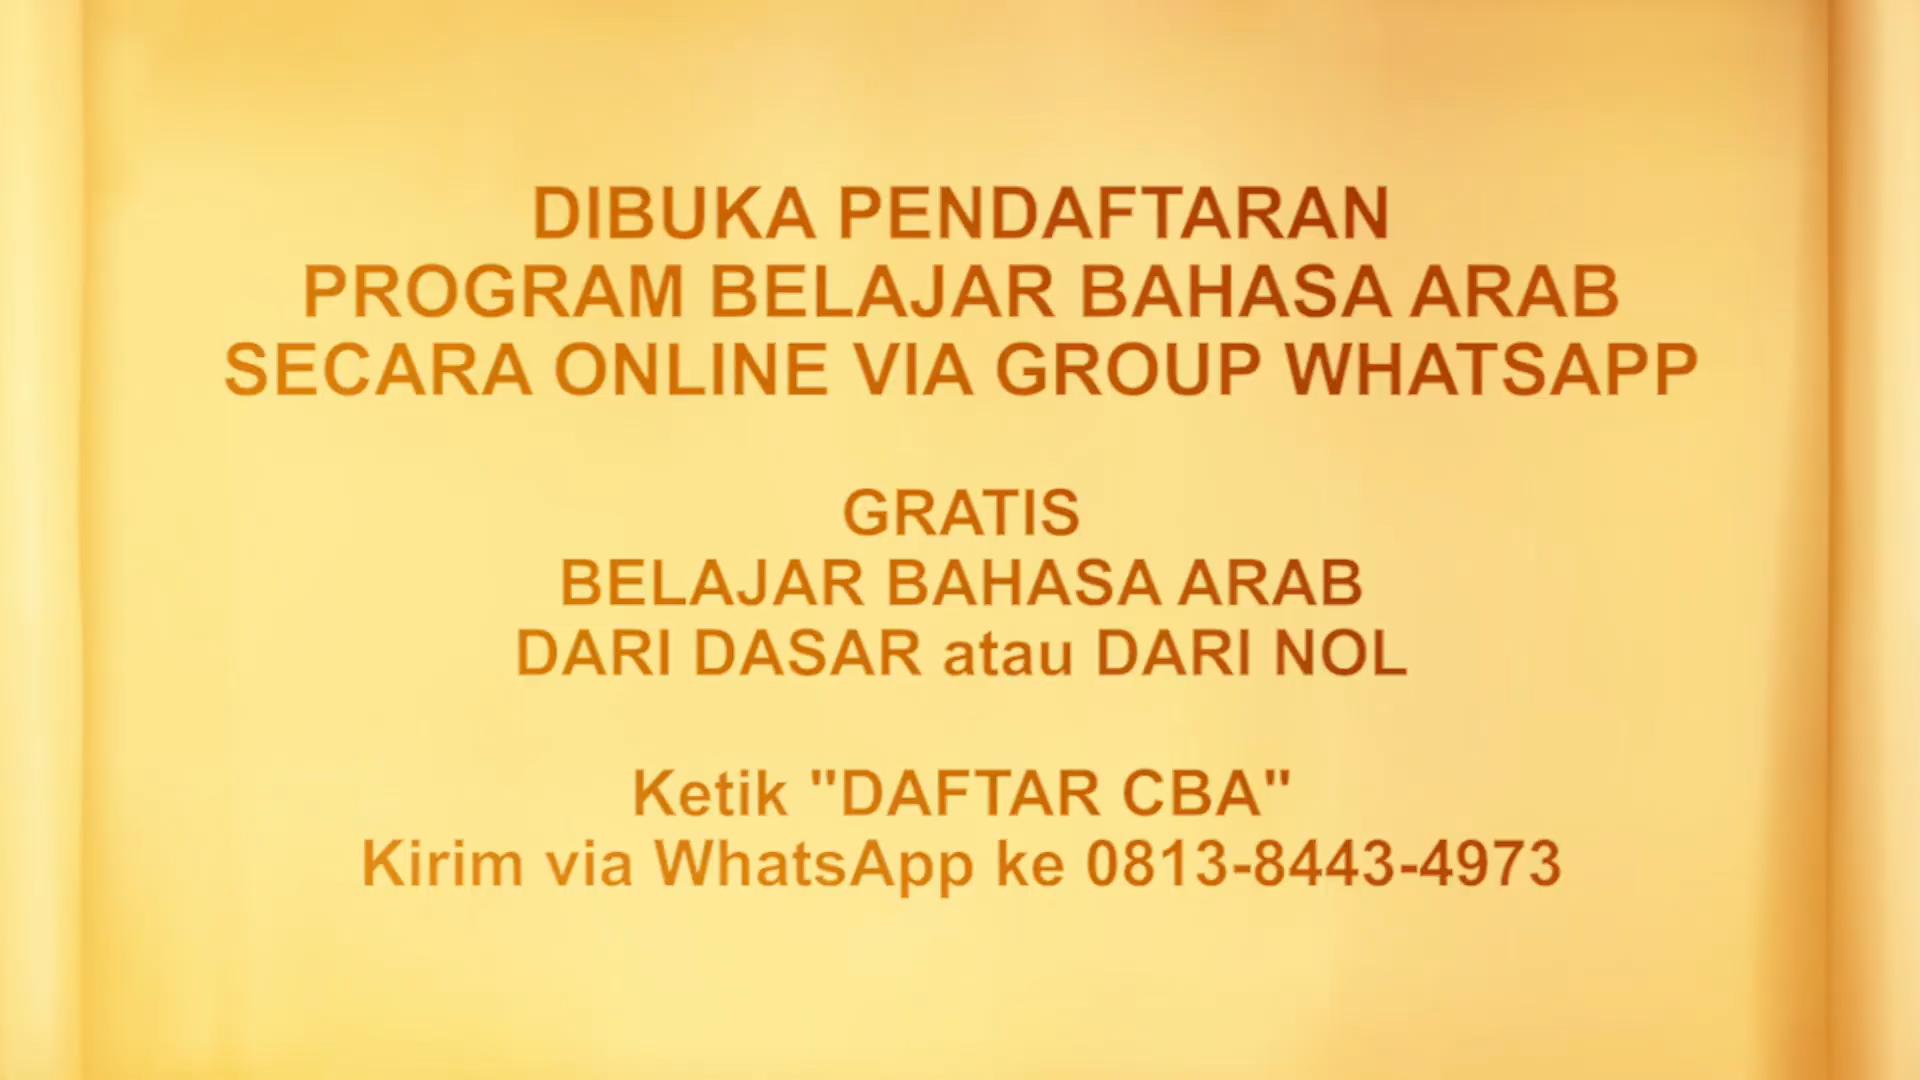 DIBUKA PENDAFTARAN
PROGRAM BELAJAR BAHASA ARAB
SECARA ONLINE VIA GROUP WHATSAPP
GRATIS
BELAJAR BAHASA ARAB
DARI DASAR atau DARI NOL
Ketik "DAFTAR CBA"
Kirim via WhatsApp ke 0813-8443-4973